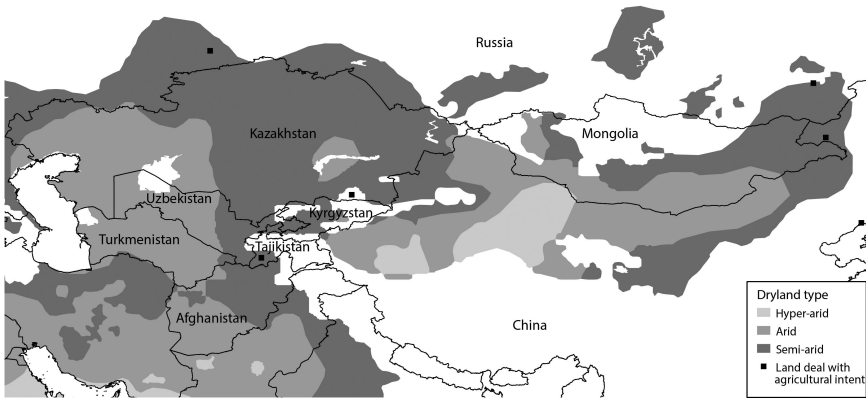 Russia
Kazakhstan
Mongolia
Uzbekistan
Kyrgyzstan
Turkmenistan
Tajikistan
Afghanistan
China
Dryland type
Hyper-arid
Arid
Semi-arid
Land deal with
agricultural intent